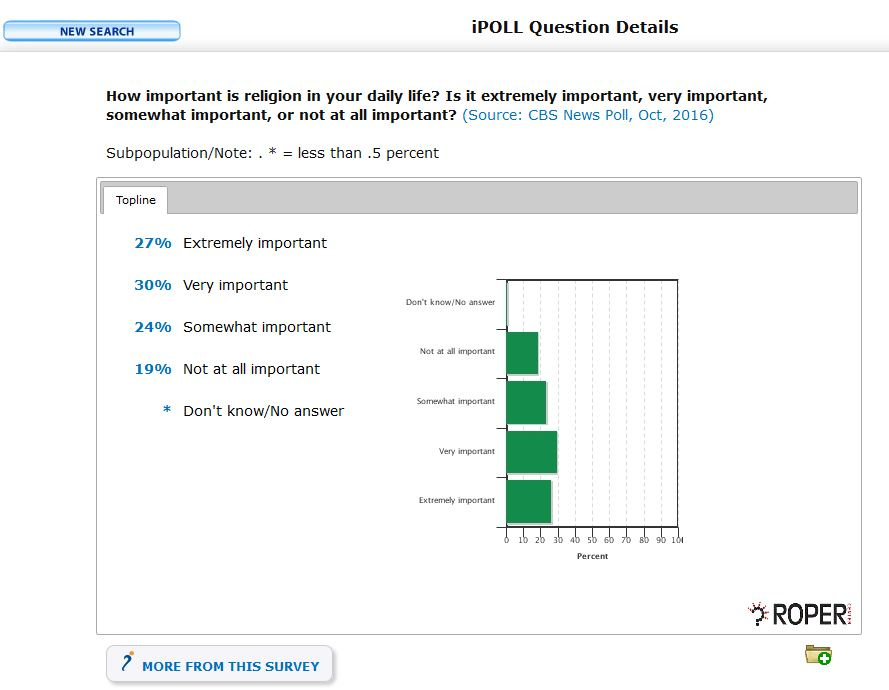 NEW SEARCH
iPOLL Question Details
How important is religion in your daily life? Is it extremely important, very important,
somewhat important, or not at all important? (Source: CBS News Poll, Oct, 2016)
Subpopulation/Note: . * = less than .5 percent
Topline
27% Extremely important
30% Very important
24% Somewhat important
19% Not at all important
* Don't know/No answer
Don't know/No answer
Not at all important
Somewhat important
Very important
Extremely important
0 10 20 30 40 50 60 70 80 90
Percent
ROPER
MORE FROM THIS SURVEY